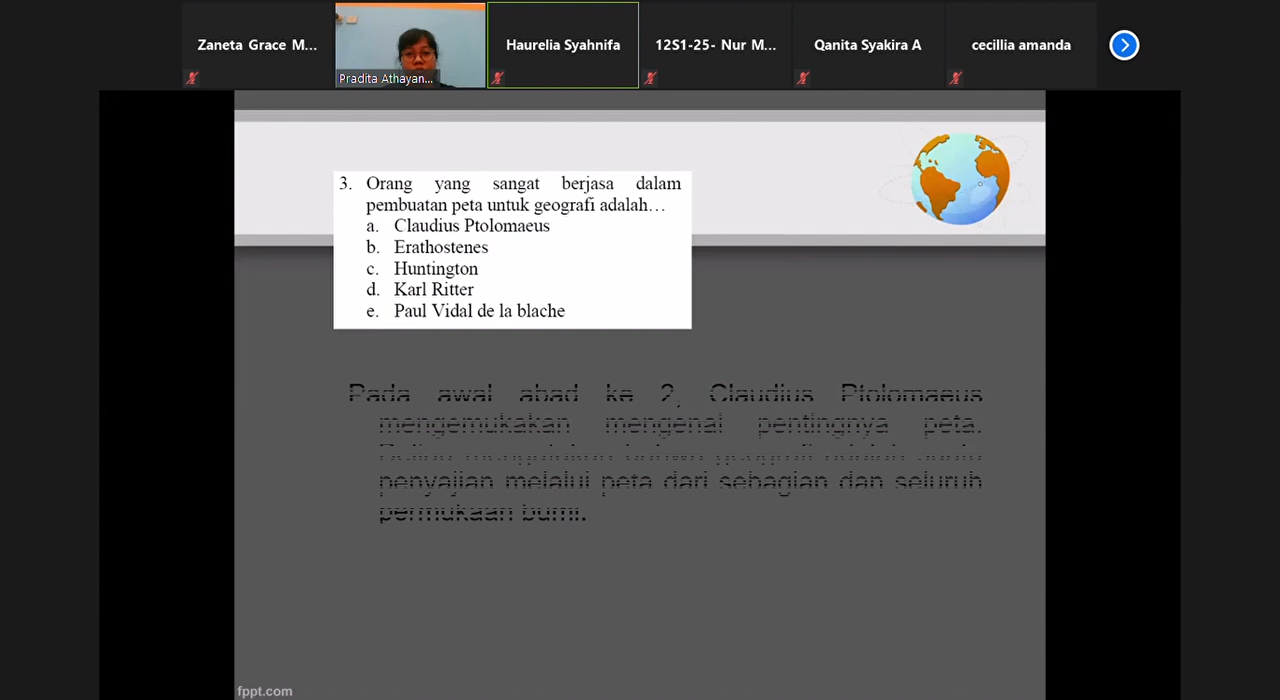 Zaneta Grace M...
Pradita Athayan...
Haurelia Syahnifa
12S1-25- Nur M...
Qanita Syakira A
cecillia amanda
3. Orang yang sangat berjasa dalam
pembuatan peta untuk geografi adalah…
a. Claudius Ptolomaeus
b. Erathostenes
c. Huntington
d. Karl Ritter
e. Paul Vidal de la blache
Pada awal abad ke 2, Claudius Ptolomaeus
mengemukakan mengenai pentingnya peta.
geografi adalah suatu
penyajian melalui peta dari sebagian dan seluruh
permukaan bumi.
fppt.com